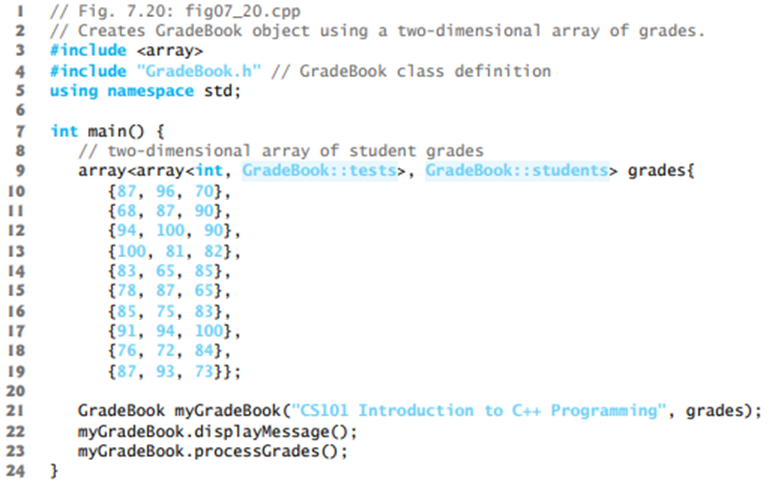 1 // Fig. 7.20: fig07_20.cpp
2 // Creates GradeBook object using a two-dimensional array of grades.
3 #include <array>
4 #include "GradeBook.h" // GradeBook class definition
5 using namespace std;
6
7 int main() {
8 // two-dimensional array of student grades
9 array<array<int, GradeBook::tests>, GradeBook::students> grades{
10 {87, 96, 70},
11 {68, 87, 90},
12 {94, 100, 90},
13 {100, 81, 82},
14 {83, 65, 85},
15 {78, 87, 65},
16 {85, 75, 83},
17 {91, 94, 100},
18 {76, 72, 84},
19 {87, 93, 73}};
20
21 GradeBook myGradeBook("CS101 Introduction to C++ Programming", grades);
22 myGradeBook.displayMessage();
23 myGradeBook.processGrades();
24 }